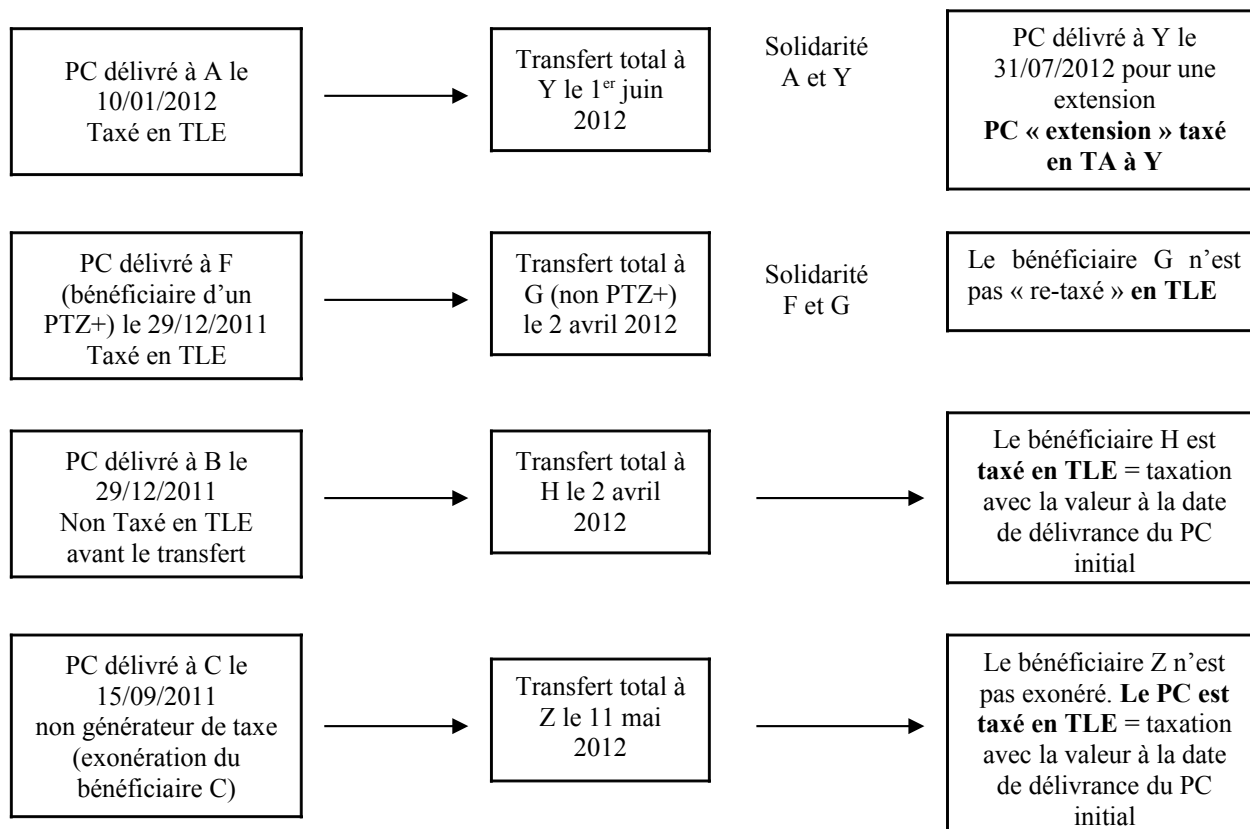 PC délivré à A le
10/01/2012
Taxé en TLE
Transfert total à
Y le 1er juin
2012
Solidarité
A et Y
PC délivré à Y le
31/07/2012 pour une
extension
PC « extension » taxé
en TA à Y
PC délivré à F
(bénéficiaire d’un
PTZ+) le 29/12/2011
Taxé en TLE
Transfert total à
G (non PTZ+)
le 2 avril 2012
Solidarité
F et G
Le bénéficiaire G n’est
pas « re-taxé » en TLE
PC délivré à B le
29/12/2011
Non Taxé en TLE
avant le transfert
Transfert total à
H le 2 avril
2012
Le bénéficiaire H est
taxé en TLE = taxation
avec la valeur à la date
de délivrance du PC
initial
PC délivré à C le
15/09/2011
non générateur de taxe
(exonération du
bénéficiaire C)
Transfert total à
Z le 11 mai
2012
Le bénéficiaire Z n’est
pas exonéré. Le PC est
taxé en TLE = taxation
avec la valeur à la date
de délivrance du PC
initial